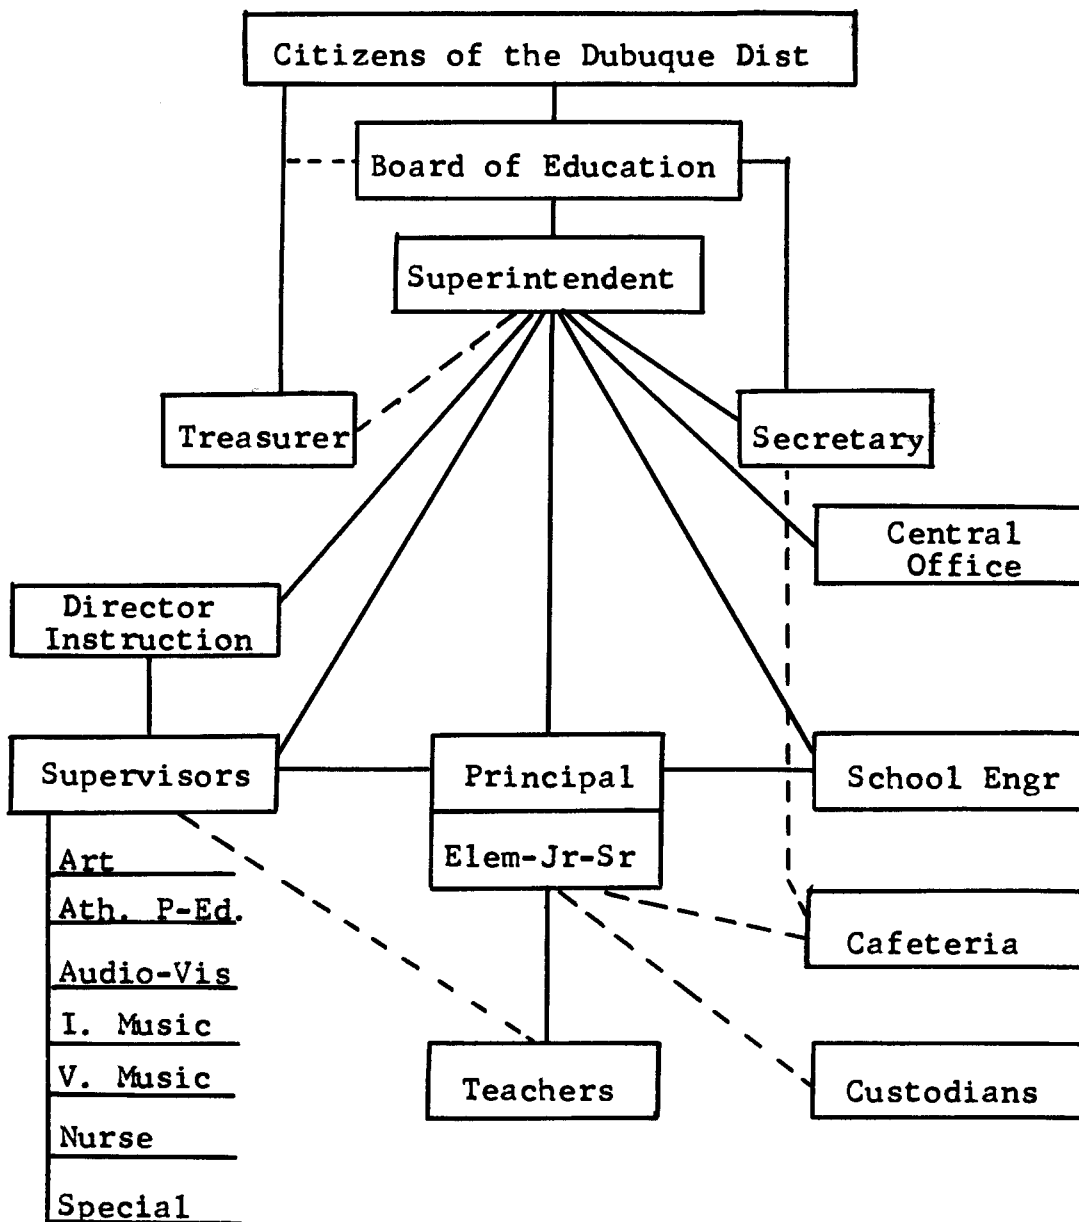 Citizens of the Dubuque Dist
Board of Education
Superintendent
Treasurer
Secretary
Central
Office
Director
Instruction
Supervisors
Principal
School Engr
Elem-Jr-Sr
Art
Ath. P-Ed.
Audio-Vis
I. Music
V. Music
Nurse
Special
Cafeteria
Teachers
Custodians